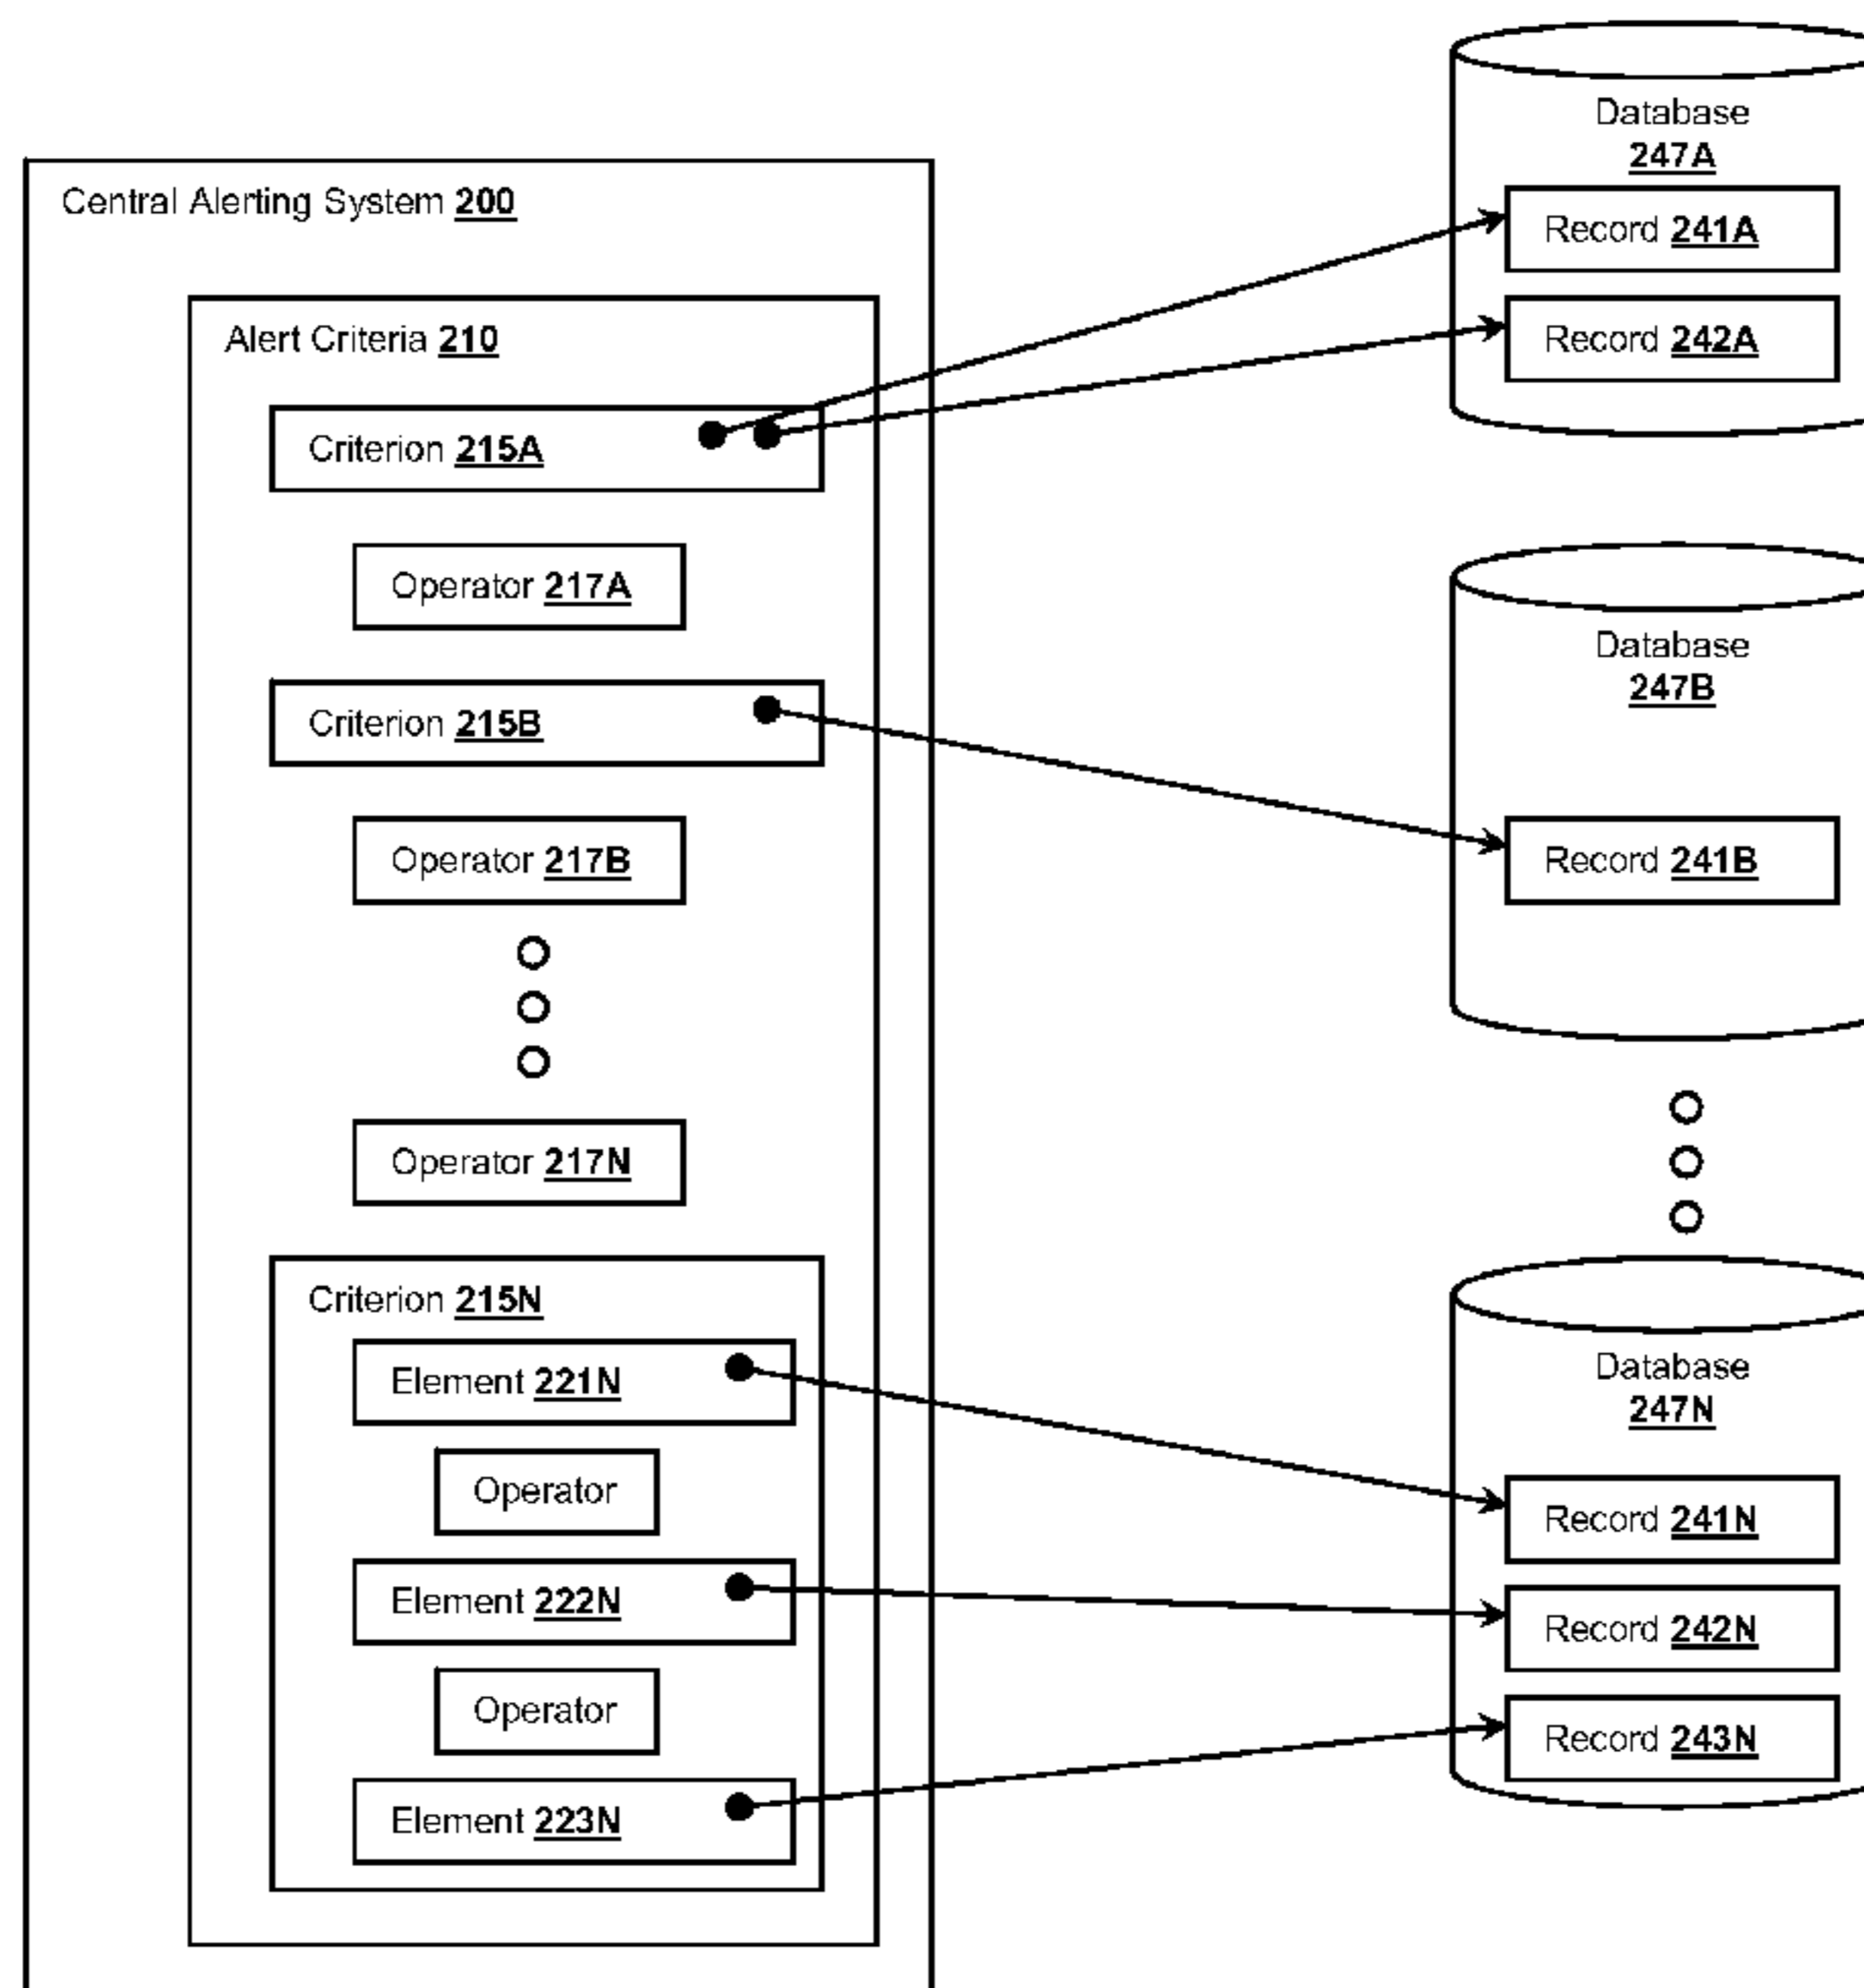 Central Alerting System 200
Alert Criteria 210
Criterion 215A
Operator 217A
Criterion 215B
Operator 217B
Operator 217N
Criterion 215N
Element 221N
Operator
Element 222N
Operator
Element 223N
Database
247A
Record 241A
Record 242A
Database
247B
Record 241B
Database
247N
Record 241N
Record 242N
Record 243N